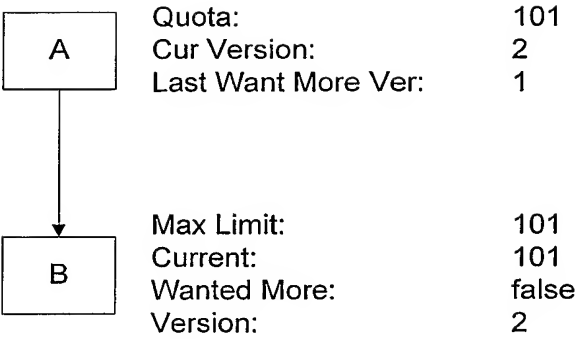 A
Quota: 101
Cur Version: 2
Last Want More Ver: 1
B
Max Limit: 101
Current: 101
Wanted More: false
Version: 2